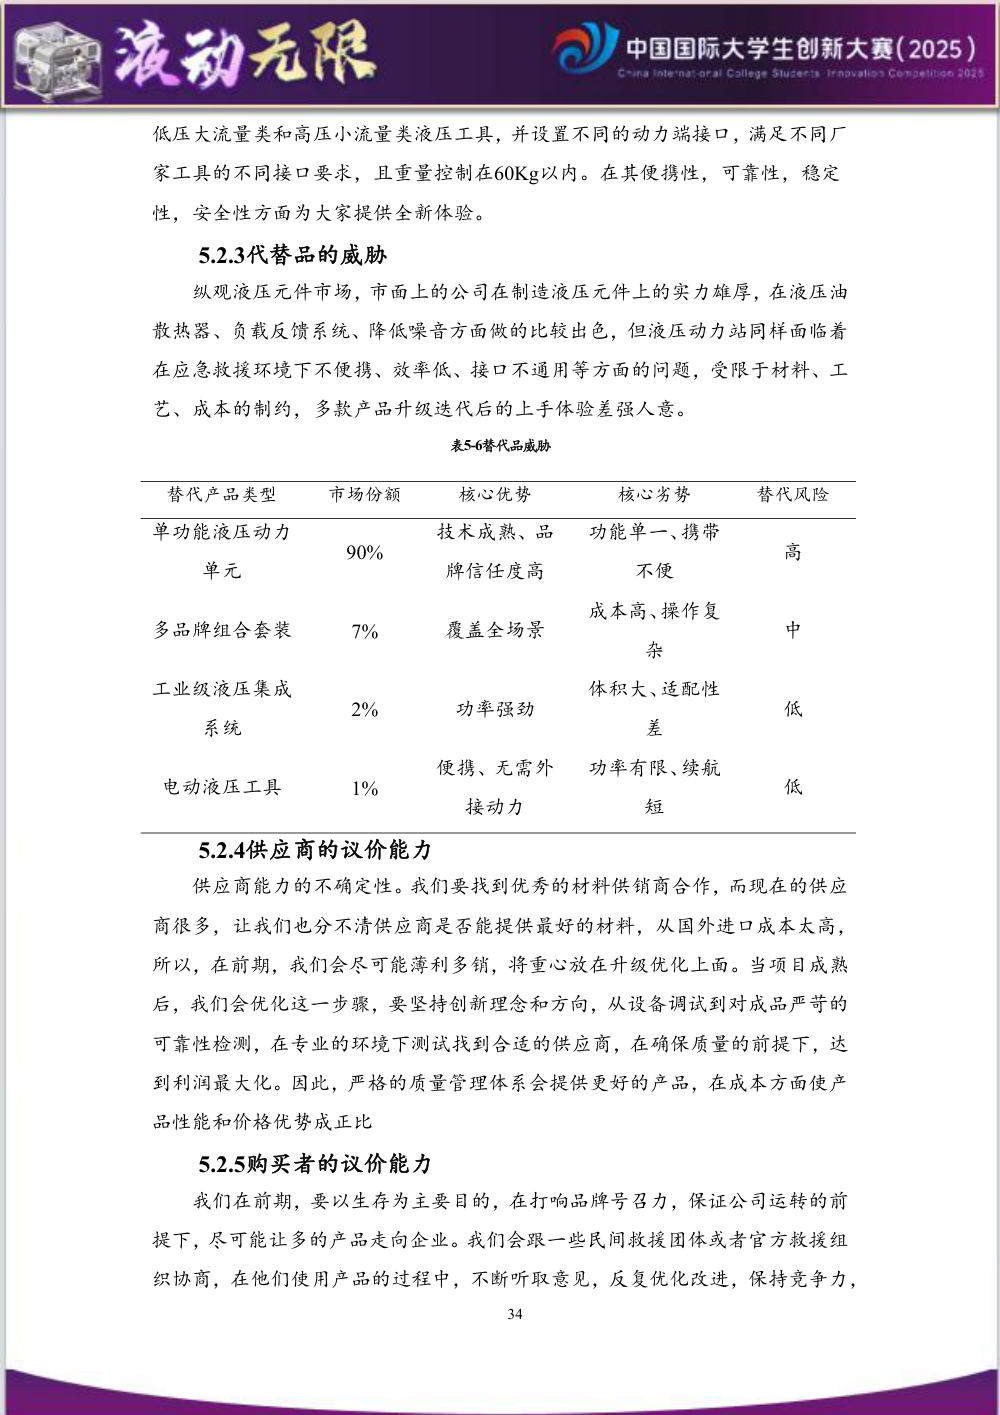 液动无限
中国国际大学生创新大赛(2025)
China International College Students Innovation Competition 2025
低压大流量类和高压小流量类液压工具，并设置不同的动力端接口，满足不同厂
家工具的不同接口要求，且重量控制在60Kg以内。在其便携性，可靠性，稳定
性，安全性方面为大家提供全新体验。
5.2.3代替品的威胁
纵观液压元件市场，市面上的公司在制造液压元件上的实力雄厚，在液压油
散热器、负载反馈系统、降低噪音方面做的比较出色，但液压动力站同样面临着
在应急救援环境下不便携、效率低、接口不通用等方面的问题，受限于材料、工
艺、成本的制约，多款产品升级迭代后的上手体验差强人意。
表5-6替代品威胁
替代产品类型 市场份额 核心优势 核心劣势 替代风险
单功能液压动力 技术成熟、品 功能单一、携带
90% 高
单元 牌信任度高 不便
成本高、操作复
多品牌组合套装 7% 覆盖全场景 中
杂
工业级液压集成 体积大、适配性
2% 功率强劲 低
系统 差
便携、无需外 功率有限、续航
电动液压工具 1% 低
接动力 短
5.2.4供应商的议价能力
供应商能力的不确定性。我们要找到优秀的材料供销商合作，而现在的供应
商很多，让我们也分不清供应商是否能提供最好的材料，从国外进口成本太高，
所以，在前期，我们会尽可能薄利多销，将重心放在升级优化上面。当项目成熟
后，我们会优化这一步骤，要坚持创新理念和方向，从设备调试到对成品严苛的
可靠性检测，在专业的环境下测试找到合适的供应商，在确保质量的前提下，达
到利润最大化。因此，严格的质量管理体系会提供更好的产品，在成本方面使产
品性能和价格优势成正比
5.2.5购买者的议价能力
我们在前期，要以生存为主要目的，在打响品牌号召力，保证公司运转的前
提下，尽可能让多的产品走向企业。我们会跟一些民间救援团体或者官方救援组
织协商，在他们使用产品的过程中，不断听取意见，反复优化改进，保持竞争力，
34